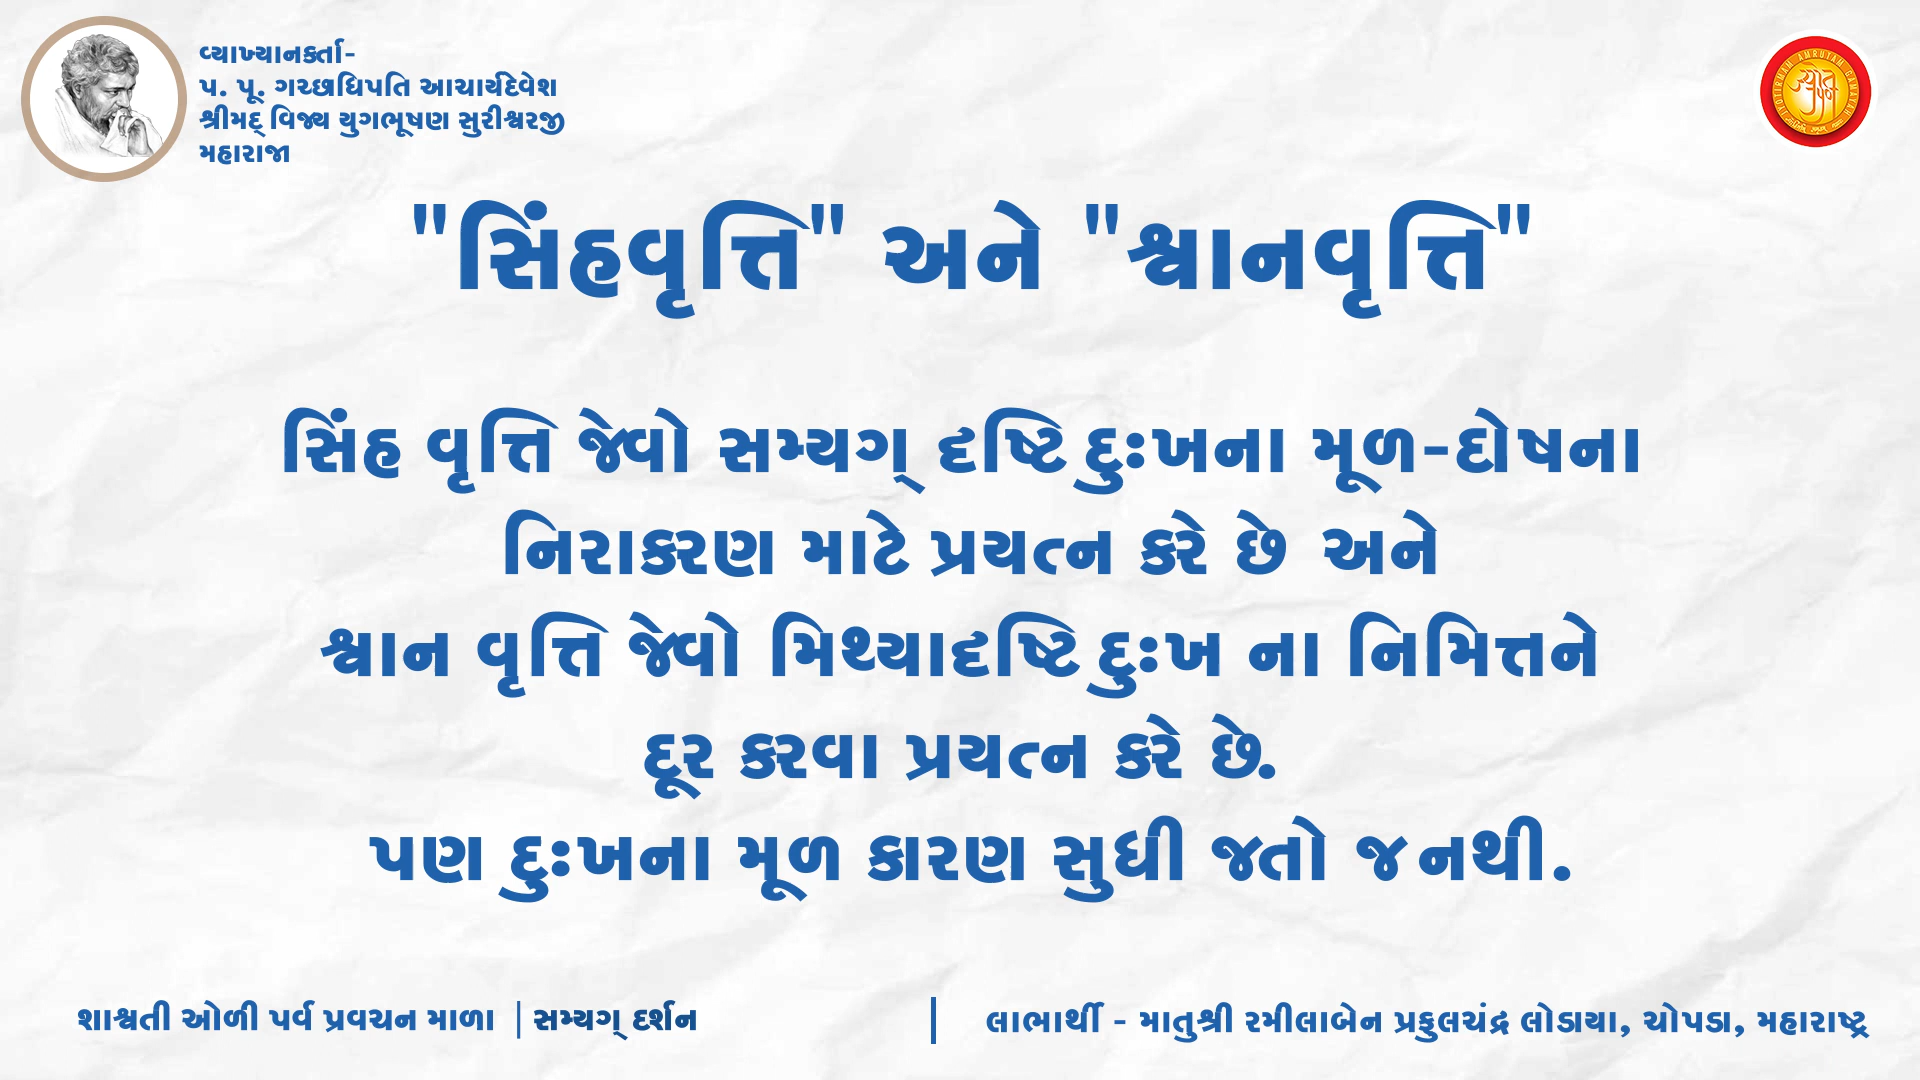 વ્યાખ્યાનકર્તા-
પ. પૂ. ગચ્છાધિપતિ આચાર્યદેવેશ
શ્રીમદ્ વિજય યુગભૂષણ સુરીશ્વરજી
મહારાજા
"સિંહવૃત્તિ" અને "શ્વાનવૃત્તિ"
સિંહ વૃત્તિ જેવો સમ્યગ્ દૃષ્ટિ દુઃખના મૂળ-દોષના
નિરાકરણ માટે પ્રયત્ન કરે છે અને
શ્વાન વૃત્તિ જેવો મિથ્યાદૃષ્ટિ દુઃખ ના નિમિત્તને
દૂર કરવા પ્રયત્ન કરે છે.
પણ દુઃખના મૂળ કારણ સુધી જતો જ નથી.
શાશ્વતી ઓળી પર્વ પ્રવચન માળા | સમ્યગ્ દર્શન
લાભાર્થી - માતુશ્રી રમીલાબેન પ્રફુલચંદ્ર લોડાયા, ચોપડા, મહારાષ્ટ્ર